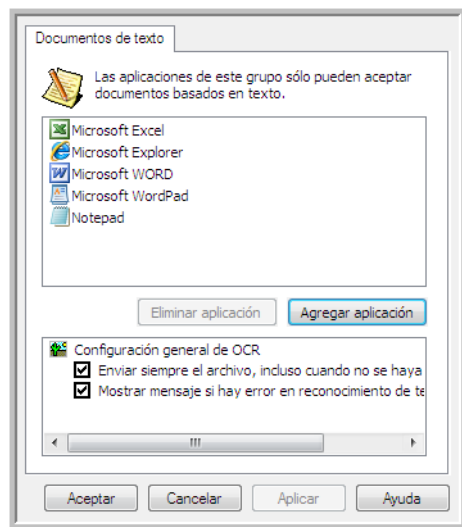 Documentos de texto
Las aplicaciones de este grupo sólo pueden aceptar
documentos basados en texto.
Microsoft Excel
Microsoft Explorer
Microsoft WORD
Microsoft WordPad
Notepad
Eliminar aplicación
Agregar aplicación
Configuración general de OCR
Enviar siempre el archivo, incluso cuando no se haya
Mostrar mensaje si hay error en reconocimiento de te
Aceptar
Cancelar
Aplicar
Ayuda